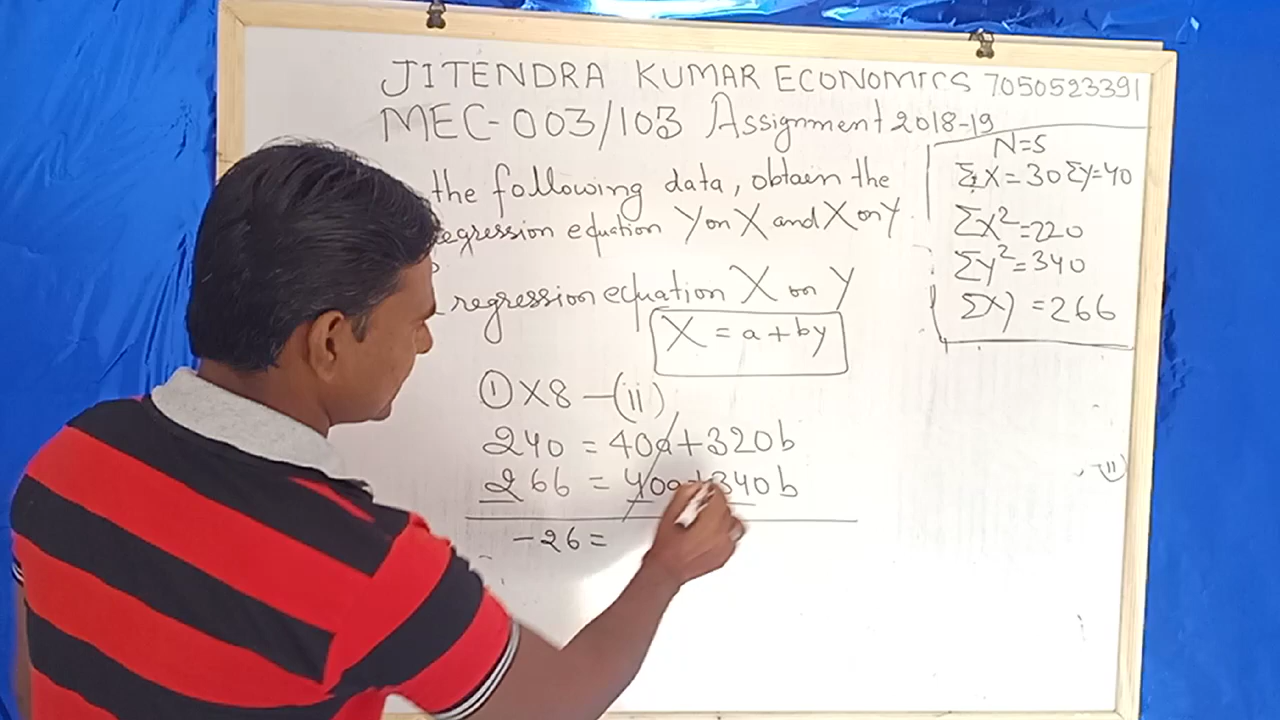 JITENDRA KUMAR ECONOMICS 7050523391
MEC-003/103 Assignment 2018-19
the following data, obtain the
regression equation Y on X and X on Y
regression equation X on Y
X = a + by
① X 8 — (ii)
240 = 40a + 320b
266 = 40a + 340b
-26 =
N=5
ΣX = 30 Σy=40
ΣX²=220
Σy²=340
ΣXy = 266
(ii)